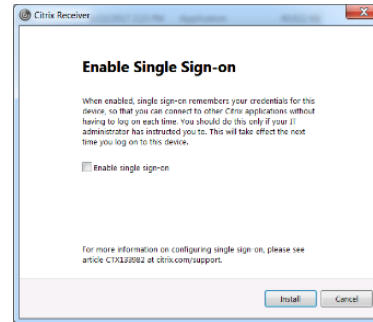 Citrix Receiver
Enable Single Sign-on
When enabled, single sign-on remembers your credentials for this
device, so that you can connect to other Citrix applications without
having to log on each time. You should do this only if your IT
administrator has instructed you to. This will take effect the next
time you log on to this device.
Enable single sign-on
For more information on configuring single sign-on, please see
article CTX133982 at citrix.com/support.
Install
Cancel